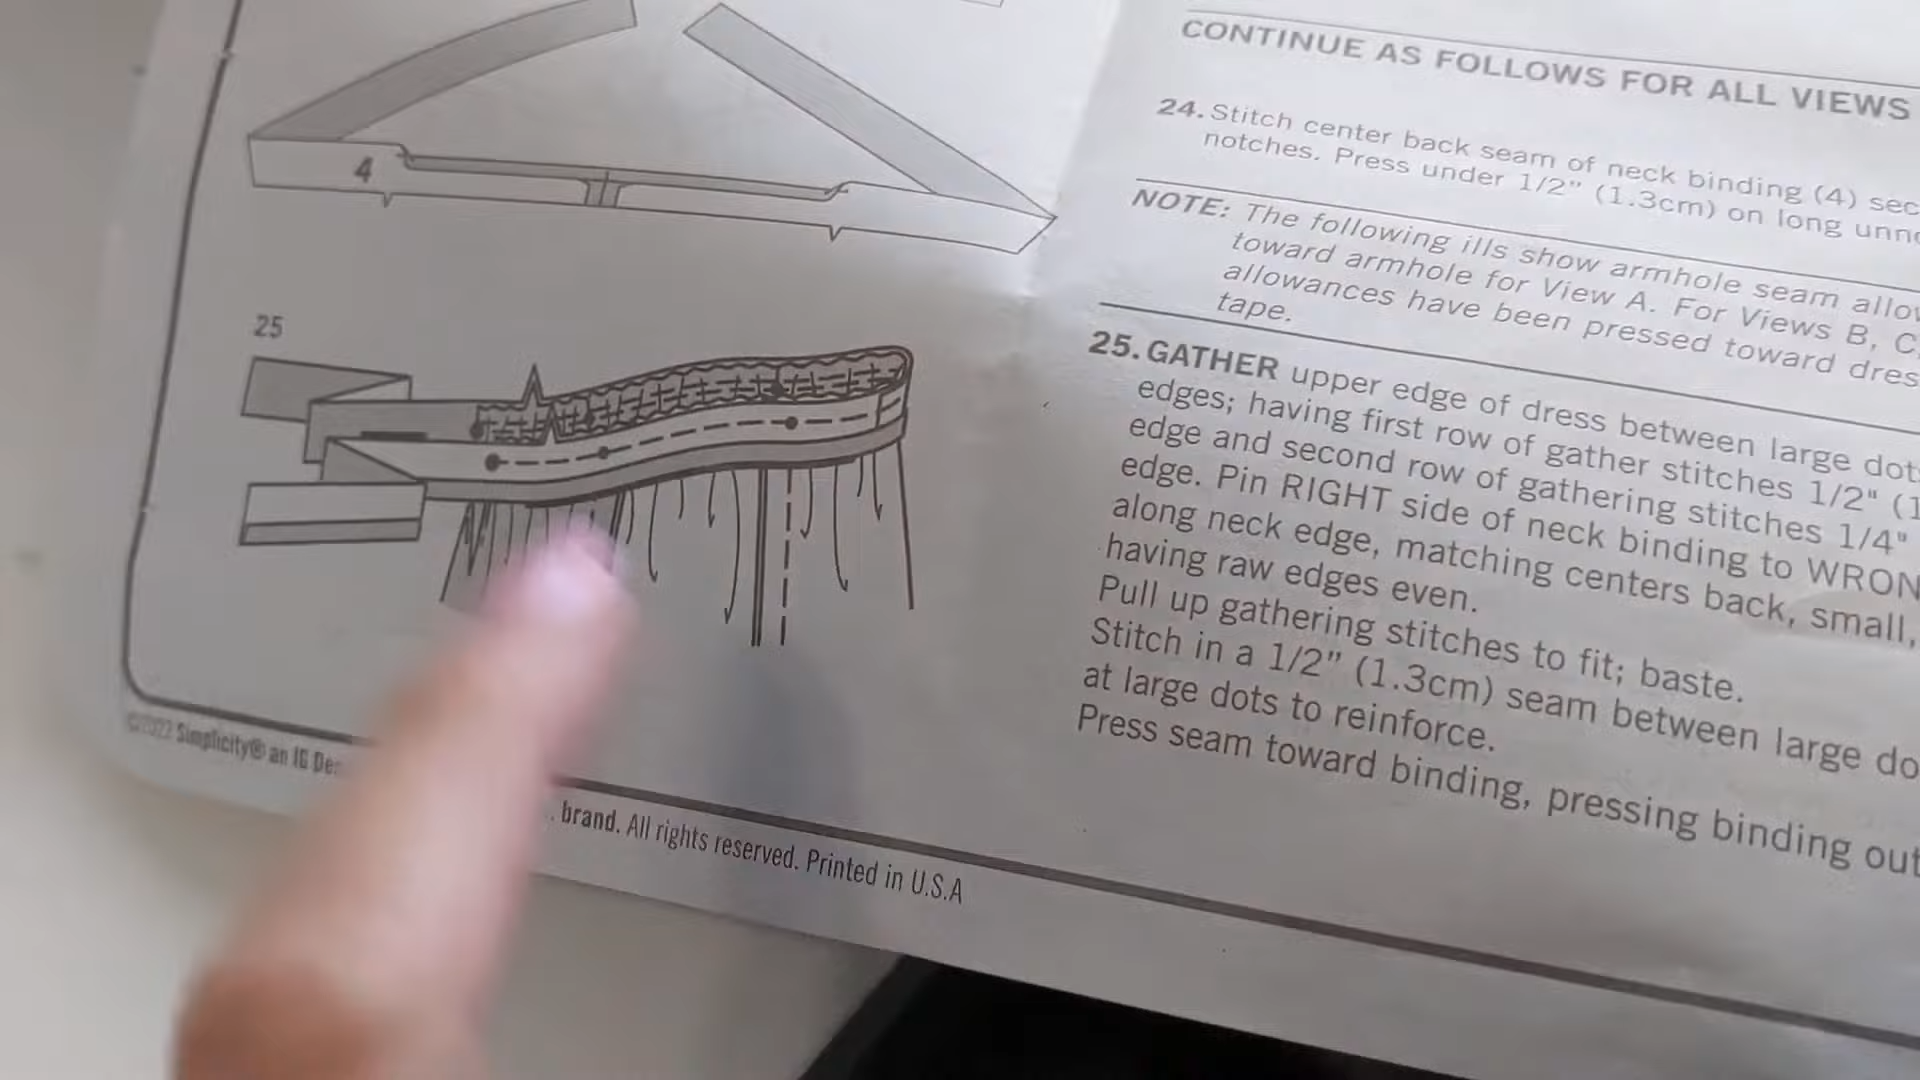 4
25
©2022 Simplicity® an IG
brand. All rights reserved. Printed in U.S.A
CONTINUE AS FOLLOWS FOR ALL VIEWS
24. Stitch center back seam of neck binding (4)
notches. Press under 1/2" (1.3cm) on long
NOTE: The following ills show armhole seam
toward armhole for View A. For Views B, C
allowances have been pressed toward
tape.
25. GATHER upper edge of dress between large
edges; having first row of gather stitches 1/2"
edge and second row of gathering stitches 1/4"
edge. Pin RIGHT side of neck binding to
along neck edge, matching centers back, small,
having raw edges even.
Pull up gathering stitches to fit; baste.
Stitch in a 1/2" (1.3cm) seam between large
at large dots to reinforce.
Press seam toward binding, pressing binding out